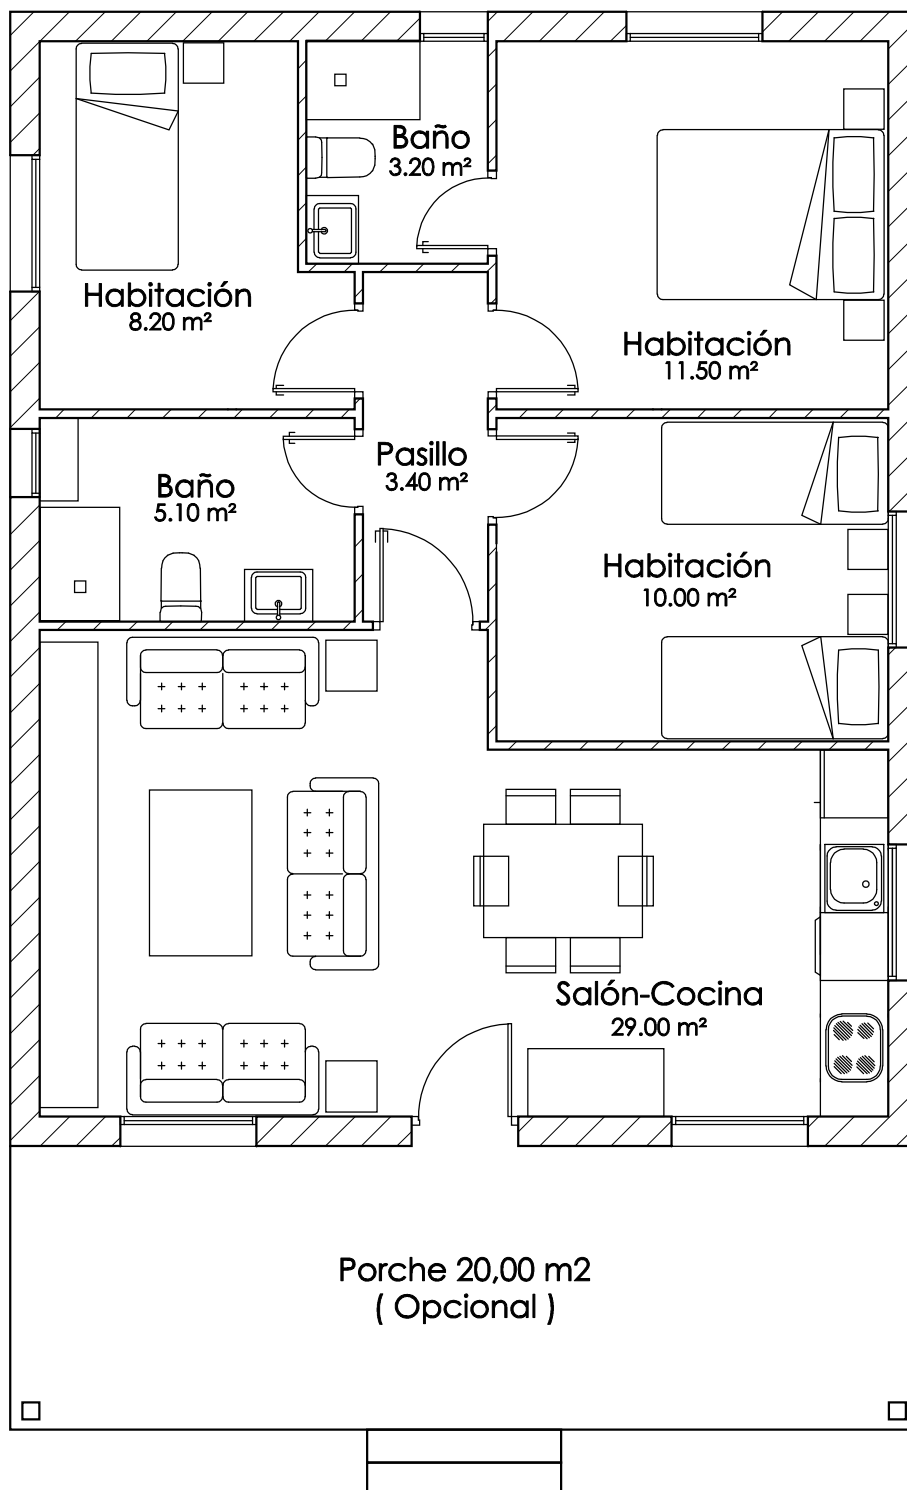 Baño
3.20 m²
Habitación
8.20 m²
Habitación
11.50 m²
Pasillo
3.40 m²
Baño
5.10 m²
Habitación
10.00 m²
Salón-Cocina
29.00 m²
Porche 20,00 m2
( Opcional )